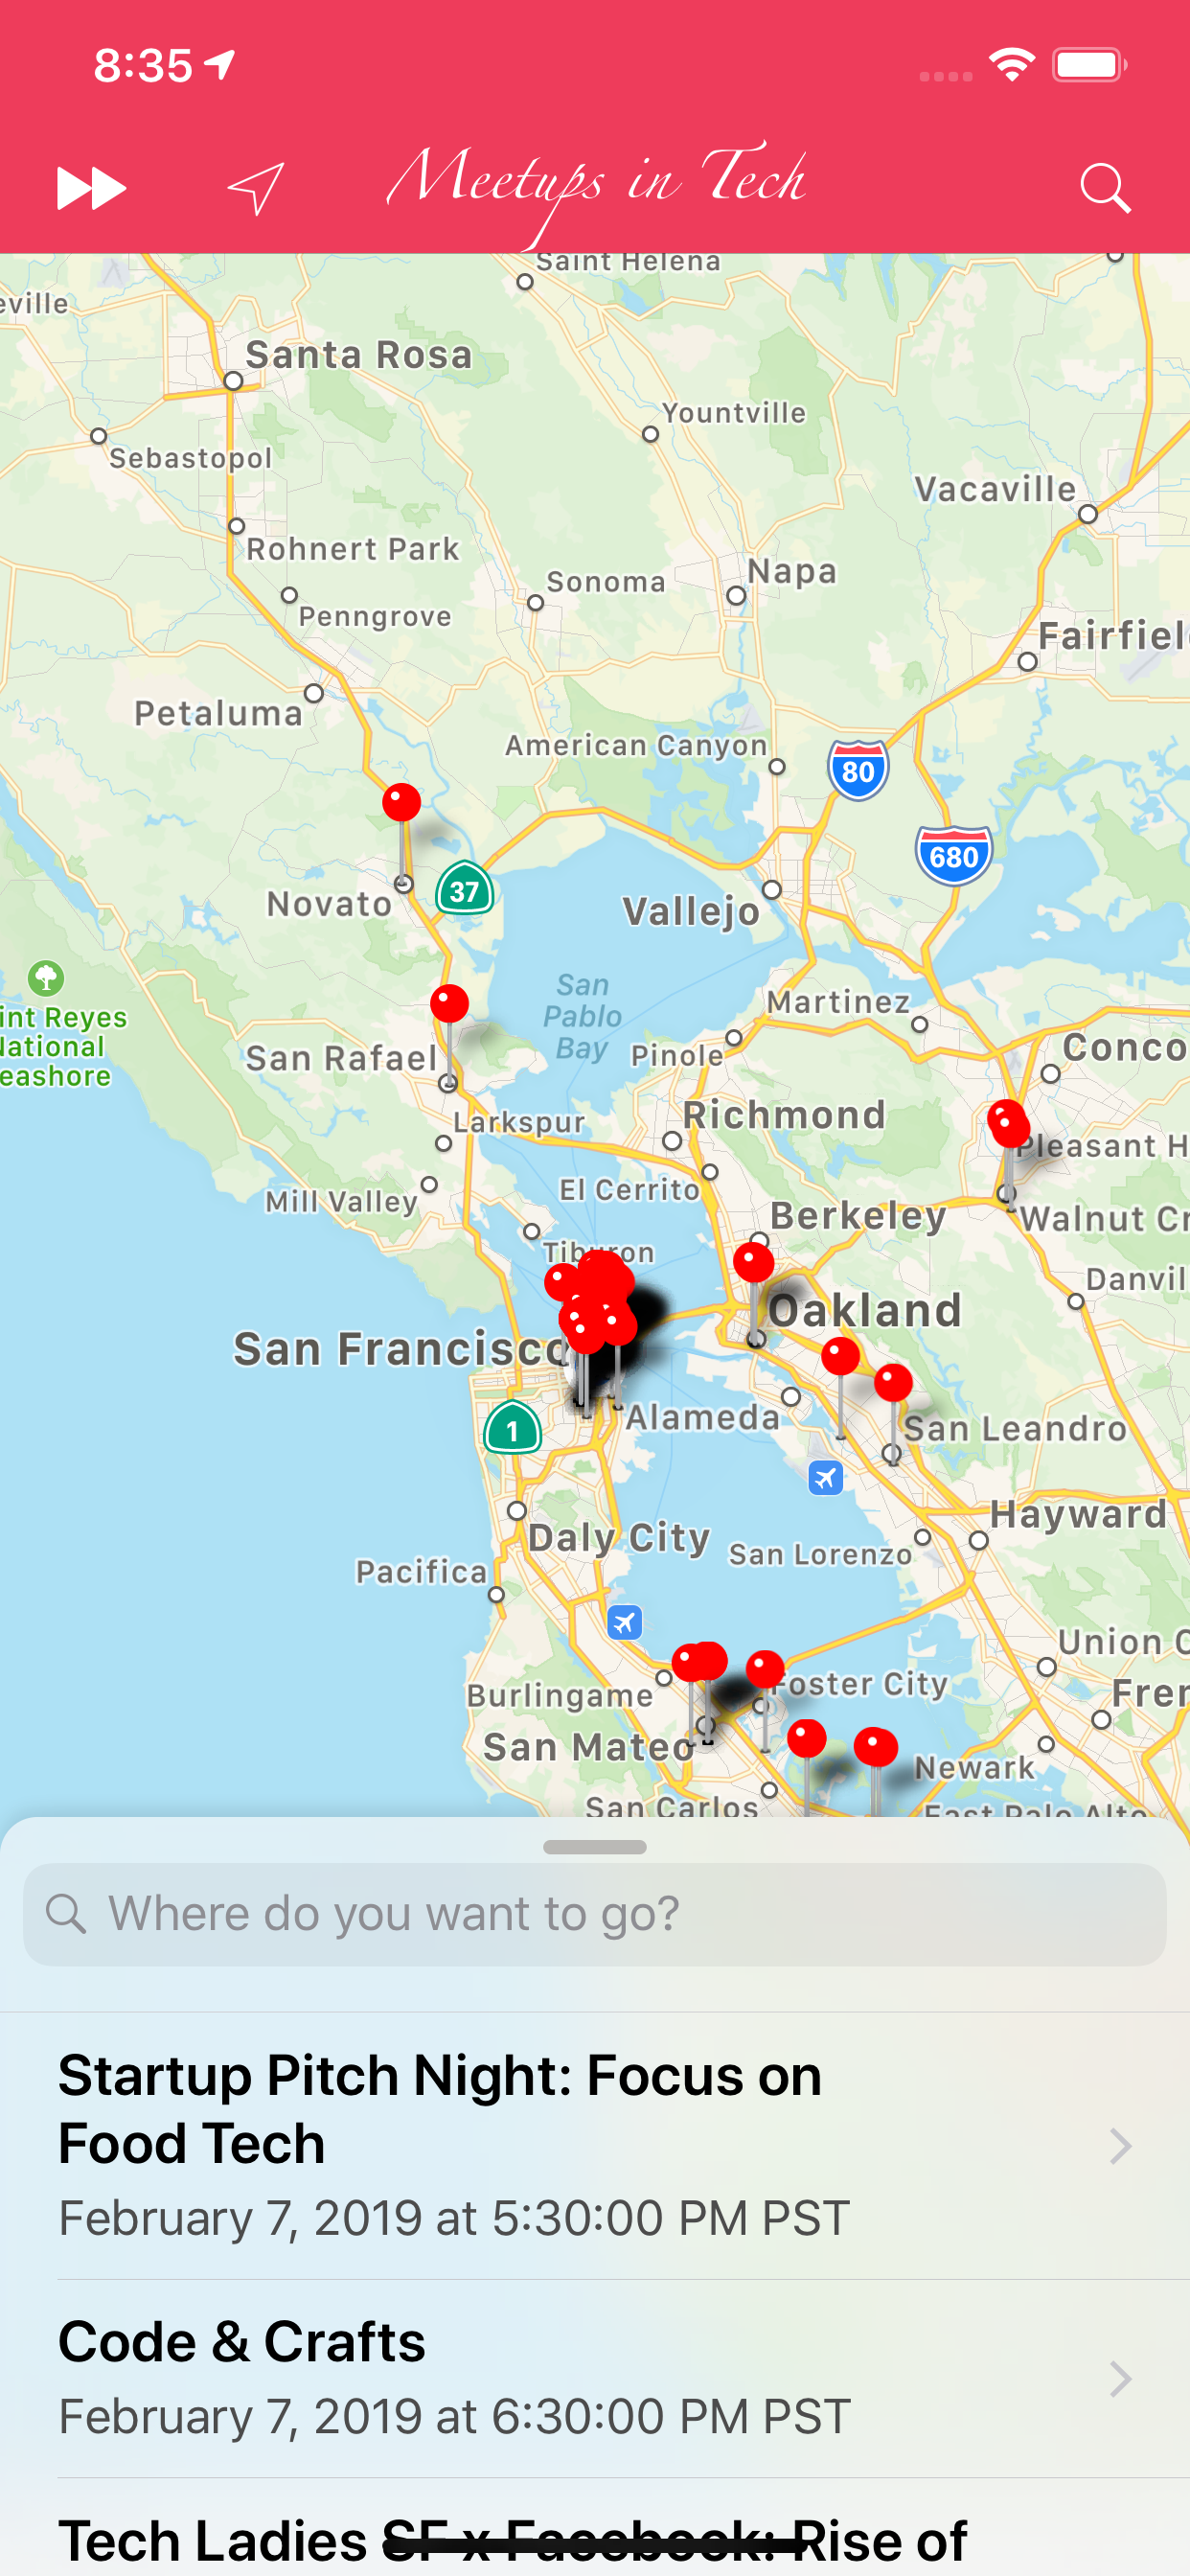 8:35
Meetups in Tech
Saint Helena
eville
Santa Rosa
Yountville
Sebastopol
Vacaville
Rohnert Park
Napa
Sonoma
Penngrove
Fairfiel
Petaluma
American Canyon
80
680
37
Novato
Vallejo
San
Pablo
Bay
Martinez
int Reyes
National
eashore
San Rafael
Pinole
Conco
Richmond
Larkspur
Pleasant H
El Cerrito
Mill Valley
Berkeley
Walnut Cr
Tiburon
Danvil
Oakland
San Francisco
Alameda
San Leandro
1
Hayward
Daly City
San Lorenzo
Pacifica
Union C
Foster City
Burlingame
Frer
San Mateo
Newark
San Carlos
East Palo Alto
Where do you want to go?
Startup Pitch Night: Focus on
Food Tech
February 7, 2019 at 5:30:00 PM PST
Code & Crafts
February 7, 2019 at 6:30:00 PM PST
Tech Ladies SF x Facebook: Rise of